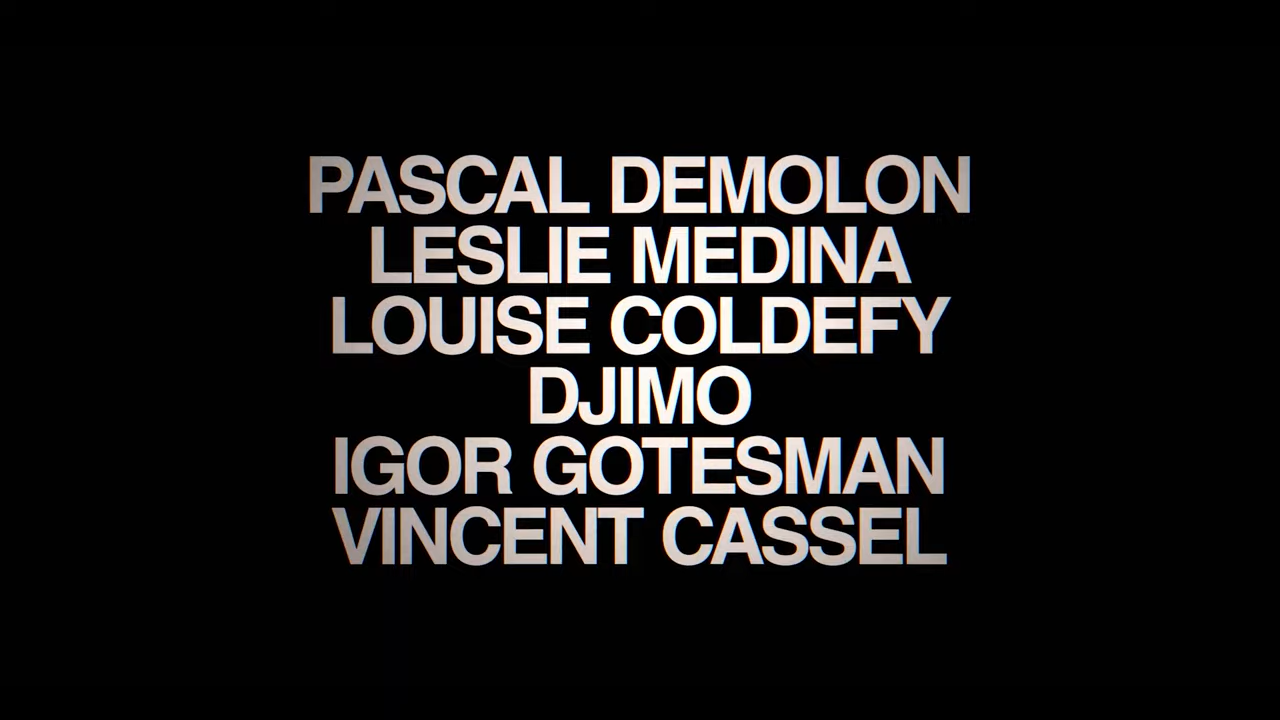 PASCAL DEMOLON
LESLIE MEDINA
LOUISE COLDEFY
DJIMO
IGOR GOTESMAN
VINCENT CASSEL